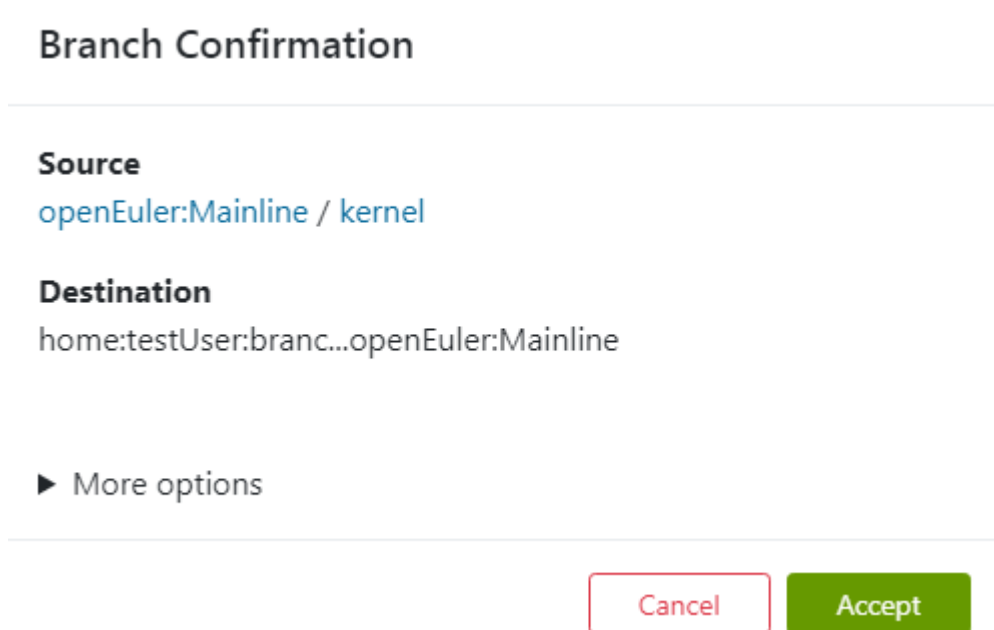 Branch Confirmation
Source
openEuler:Mainline / kernel
Destination
home:testUser:branc...openEuler:Mainline
More options
Cancel
Accept